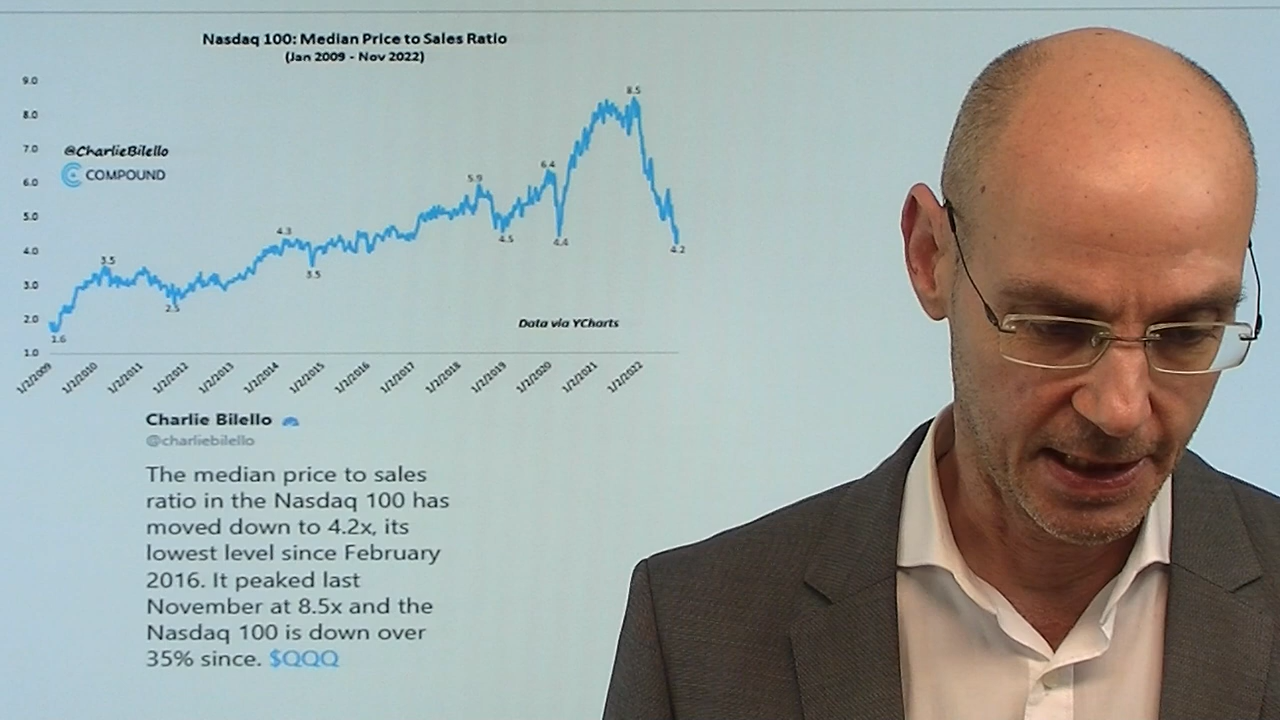 Nasdaq 100: Median Price to Sales Ratio
(Jan 2009 - Nov 2022)
9.0
8.0
7.0
6.0
5.0
4.0
3.0
2.0
1.0
@CharlieBilello
COMPOUND
1.6
3.5
2.5
4.3
3.5
5.9
4.5
6.4
4.4
8.5
4.2
Data via YCharts
1/2/2009
1/2/2010
1/2/2011
1/2/2012
1/2/2013
1/2/2014
1/2/2015
1/2/2016
1/2/2017
1/2/2018
1/2/2019
1/2/2020
1/2/2021
1/2/2022
Charlie Bilello
@charliebilello
The median price to sales
ratio in the Nasdaq 100 has
moved down to 4.2x, its
lowest level since February
2016. It peaked last
November at 8.5x and the
Nasdaq 100 is down over
35% since. $QQQ